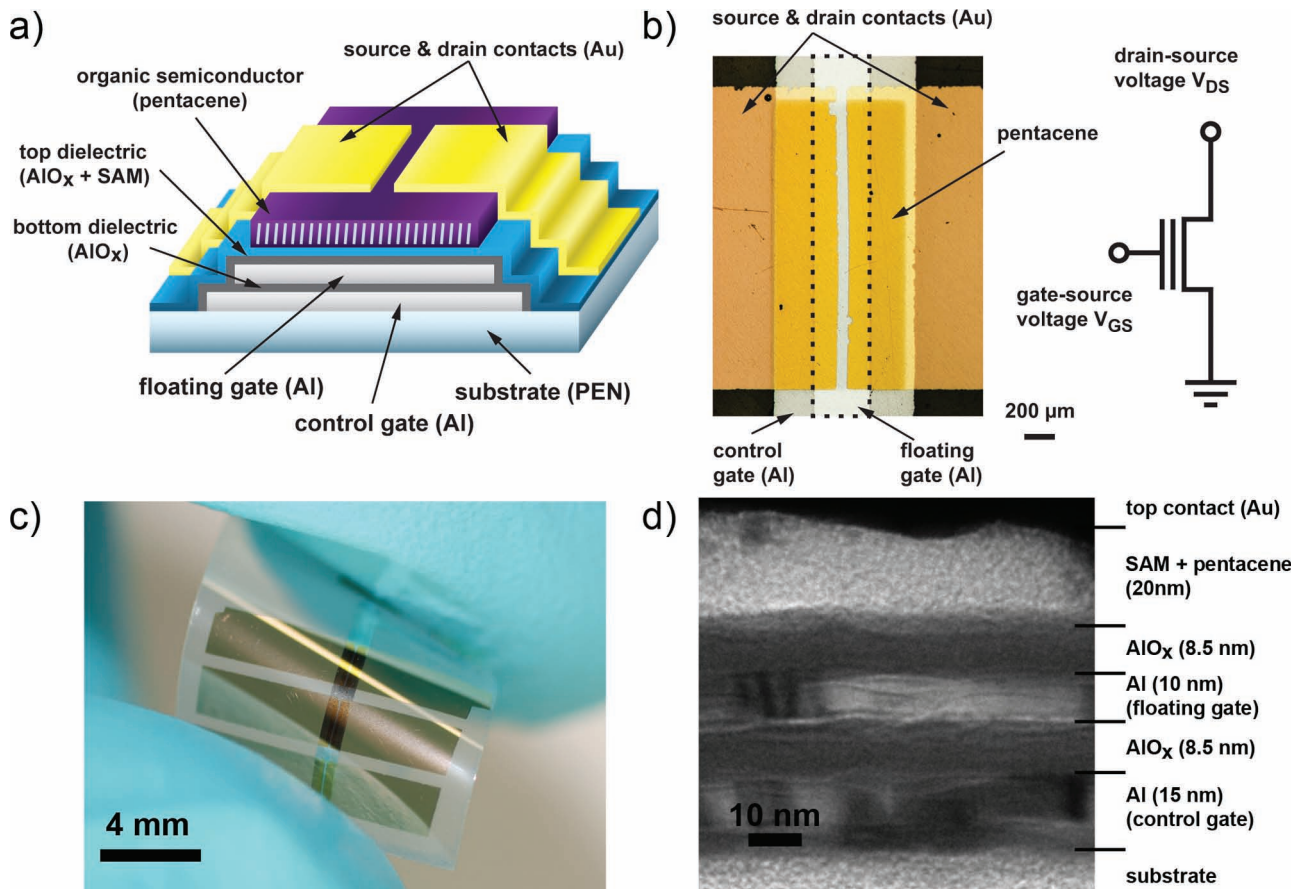 a)
source & drain contacts (Au)
organic semiconductor
(pentacene)
top dielectric
(AlOx + SAM)
bottom dielectric
(AlOx)
floating gate (Al)
control gate (Al)
substrate (PEN)
b)
source & drain contacts (Au)
pentacene
control
gate (Al)
floating
gate (Al)
200 µm
drain-source
voltage VDS
gate-source
voltage VGS
c)
4 mm
d)
10 nm
top contact (Au)
SAM + pentacene
(20nm)
AlOx (8.5 nm)
Al (10 nm)
(floating gate)
AlOx (8.5 nm)
Al (15 nm)
(control gate)
substrate